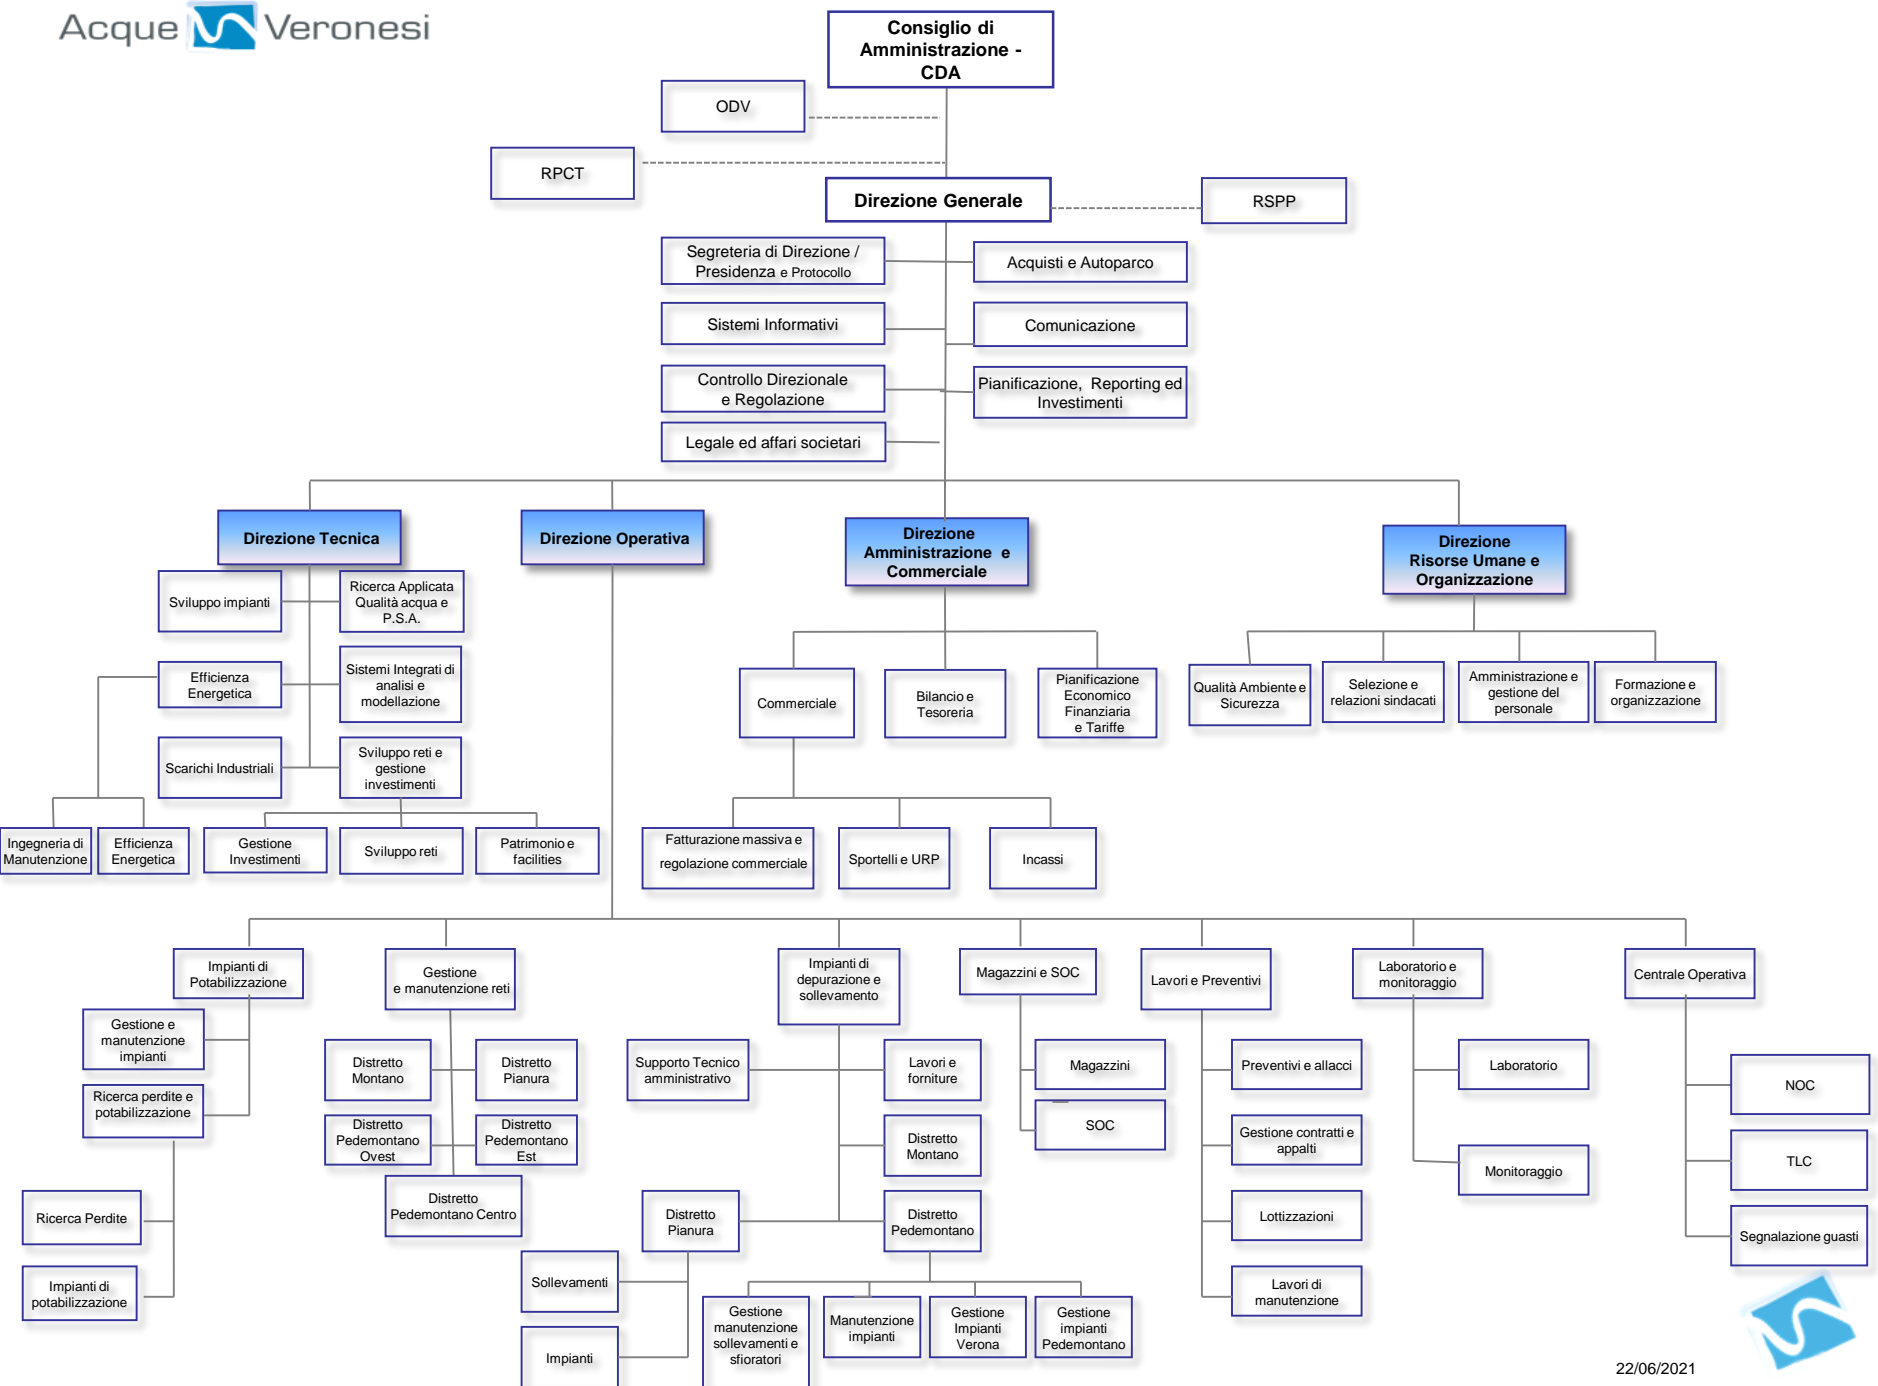 Acque Veronesi
Consiglio di
Amministrazione -
CDA
ODV
RPCT
Direzione Generale
RSPP
Segreteria di Direzione /
Presidenza e Protocollo
Acquisti e Autoparco
Sistemi Informativi
Comunicazione
Controllo Direzionale
e Regolazione
Pianificazione, Reporting ed
Investimenti
Legale ed affari societari
Direzione Tecnica
Direzione Operativa
Direzione
Amministrazione e
Commerciale
Direzione
Risorse Umane e
Organizzazione
Sviluppo impianti
Ricerca Applicata
Qualità acqua e
P.S.A.
Efficienza
Energetica
Sistemi Integrati di
analisi e
modellazione
Scarichi Industriali
Sviluppo reti e
gestione
investimenti
Ingegneria di
Manutenzione
Efficienza
Energetica
Gestione
Investimenti
Sviluppo reti
Patrimonio e
facilities
Commerciale
Bilancio e
Tesoreria
Pianificazione
Economico
Finanziaria
e Tariffe
Qualità Ambiente e
Sicurezza
Selezione e
relazioni sindacati
Amministrazione e
gestione del
personale
Formazione e
organizzazione
Fatturazione massiva e
regolazione commerciale
Sportelli e URP
Incassi
Impianti di
Potabilizzazione
Gestione
e manutenzione reti
Impianti di
depurazione e
sollevamento
Magazzini e SOC
Lavori e Preventivi
Laboratorio e
monitoraggio
Centrale Operativa
Gestione e
manutenzione
impianti
Ricerca perdite e
potabilizzazione
Ricerca Perdite
Impianti di
potabilizzazione
Distretto
Montano
Distretto
Pianura
Distretto
Pedemontano
Ovest
Distretto
Pedemontano
Est
Distretto
Pedemontano Centro
Supporto Tecnico
amministrativo
Lavori e
forniture
Distretto
Montano
Distretto
Pianura
Distretto
Pedemontano
Sollevamenti
Impianti
Gestione
manutenzione
sollevamenti e
sfioratori
Manutenzione
impianti
Gestione
Impianti
Verona
Gestione
impianti
Pedemontano
Magazzini
SOC
Preventivi e allacci
Gestione contratti e
appalti
Lottizzazioni
Lavori di
manutenzione
Laboratorio
Monitoraggio
NOC
TLC
Segnalazione guasti
22/06/2021